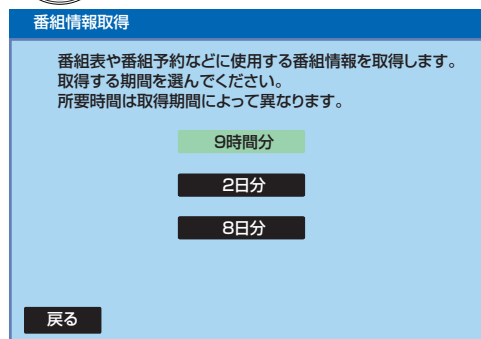 番組情報取得
番組表や番組予約などに使用する番組情報を取得します。
取得する期間を選んでください。
所要時間は取得期間によって異なります。
9時間分
2日分
8日分
戻る